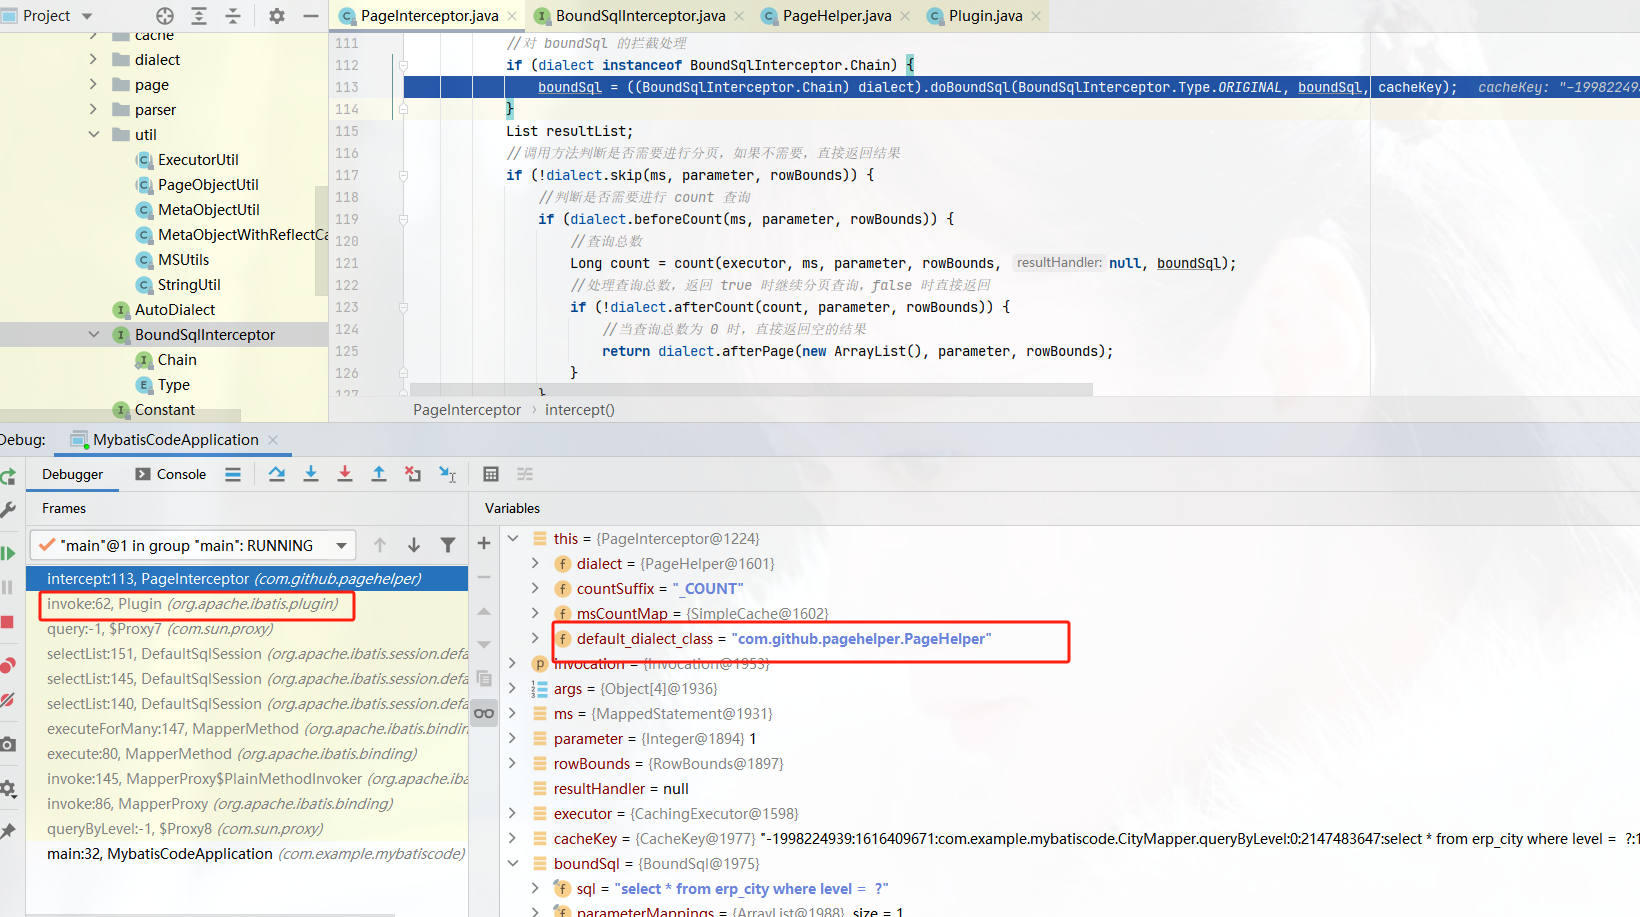 Project
PageInterceptor.java
BoundSqlInterceptor.java
PageHelper.java
Plugin.java
cache
dialect
page
parser
util
ExecutorUtil
PageObjectUtil
MetaObjectUtil
MetaObjectWithReflectCa
MSUtils
StringUtil
AutoDialect
BoundSqlInterceptor
Chain
Type
Constant
111 //对 boundSql 的拦截处理
112 if (dialect instanceof BoundSqlInterceptor.Chain) {
113 boundSql = ((BoundSqlInterceptor.Chain) dialect).doBoundSql(BoundSqlInterceptor.Type.ORIGINAL, boundSql, cacheKey); cacheKey: "-199822493
114 }
115 List resultList;
116 //调用方法判断是否需要进行分页，如果不需要，直接返回结果
117 if (!dialect.skip(ms, parameter, rowBounds)) {
118 //判断是否需要进行 count 查询
119 if (dialect.beforeCount(ms, parameter, rowBounds)) {
120 //查询总数
121 Long count = count(executor, ms, parameter, rowBounds, resultHandler: null, boundSql);
122 //处理查询总数，返回 true 时继续分页查询，false 时直接返回
123 if (!dialect.afterCount(count, parameter, rowBounds)) {
124 //当查询总数为 0 时，直接返回空的结果
125 return dialect.afterPage(new ArrayList(), parameter, rowBounds);
126 }
127 }
PageInterceptor › intercept()
Debug:
MybatisCodeApplication
Debugger
Console
Frames
Variables
"main"@1 in group "main": RUNNING
intercept:113, PageInterceptor (com.github.pagehelper)
invoke:62, Plugin (org.apache.ibatis.plugin)
query:-1, $Proxy7 (com.sun.proxy)
selectList:151, DefaultSqlSession (org.apache.ibatis.session.defa
selectList:145, DefaultSqlSession (org.apache.ibatis.session.defa
selectList:140, DefaultSqlSession (org.apache.ibatis.session.defa
executeForMany:147, MapperMethod (org.apache.ibatis.bindin
execute:80, MapperMethod (org.apache.ibatis.binding)
invoke:145, MapperProxy$PlainMethodInvoker (org.apache.iba
invoke:86, MapperProxy (org.apache.ibatis.binding)
queryByLevel:-1, $Proxy8 (com.sun.proxy)
main:32, MybatisCodeApplication (com.example.mybatiscode)
this = {PageInterceptor@1224}
dialect = {PageHelper@1601}
countSuffix = "_COUNT"
msCountMap = {SimpleCache@1602}
default_dialect_class = "com.github.pagehelper.PageHelper"
invocation = {Invocation@1953}
args = {Object[4]@1936}
ms = {MappedStatement@1931}
parameter = {Integer@1894} 1
rowBounds = {RowBounds@1897}
resultHandler = null
executor = {CachingExecutor@1598}
cacheKey = {CacheKey@1977} "-1998224939:1616409671:com.example.mybatiscode.CityMapper.queryByLevel:0:2147483647:select * from erp_city where level = ?:1
boundSql = {BoundSql@1975}
sql = "select * from erp_city where level = ?"
parameterMappings = {ArrayList@1988} size = 1